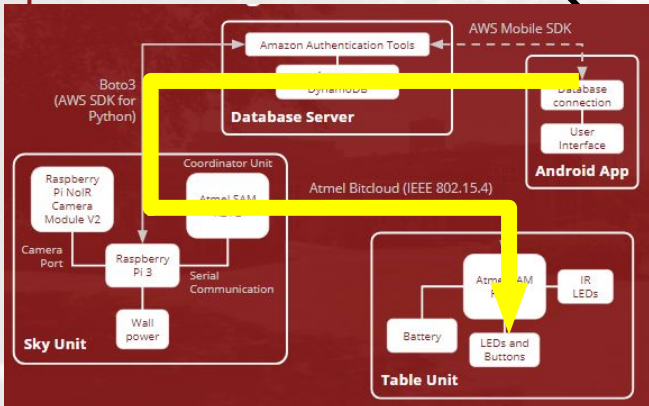 AWS Mobile SDK
Amazon Authentication Tools
Boto3
(AWS SDK for
Python)
DynamoDB
Database Server
Database
connection
User
Interface
Android App
Coordinator Unit
Raspberry
Pi NoIR
Camera
Module V2
Atmel SAM
Atmel Bitcloud (IEEE 802.15.4)
Camera
Port
Raspberry
Pi 3
Serial
Communication
Wall
power
Sky Unit
Atmel SAM
IR
LEDs
Battery
LEDs and
Buttons
Table Unit